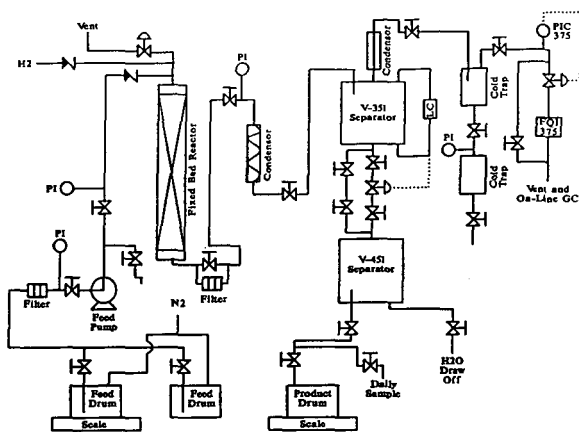 Vent
H2
PI
PI
Filter
Feed
Pump
Fixed Bed Reactor
Filter
N2
Feed
Drum
Scale
Feed
Drum
PI
Condensor
Condensor
V-351
Separator
LC
V-451
Separator
H2O
Draw
Off
Daily
Sample
Product
Drum
Scale
PI
Cold
Trap
Cold
Trap
PIC
375
FQI
375
Vent and
On-Line GC